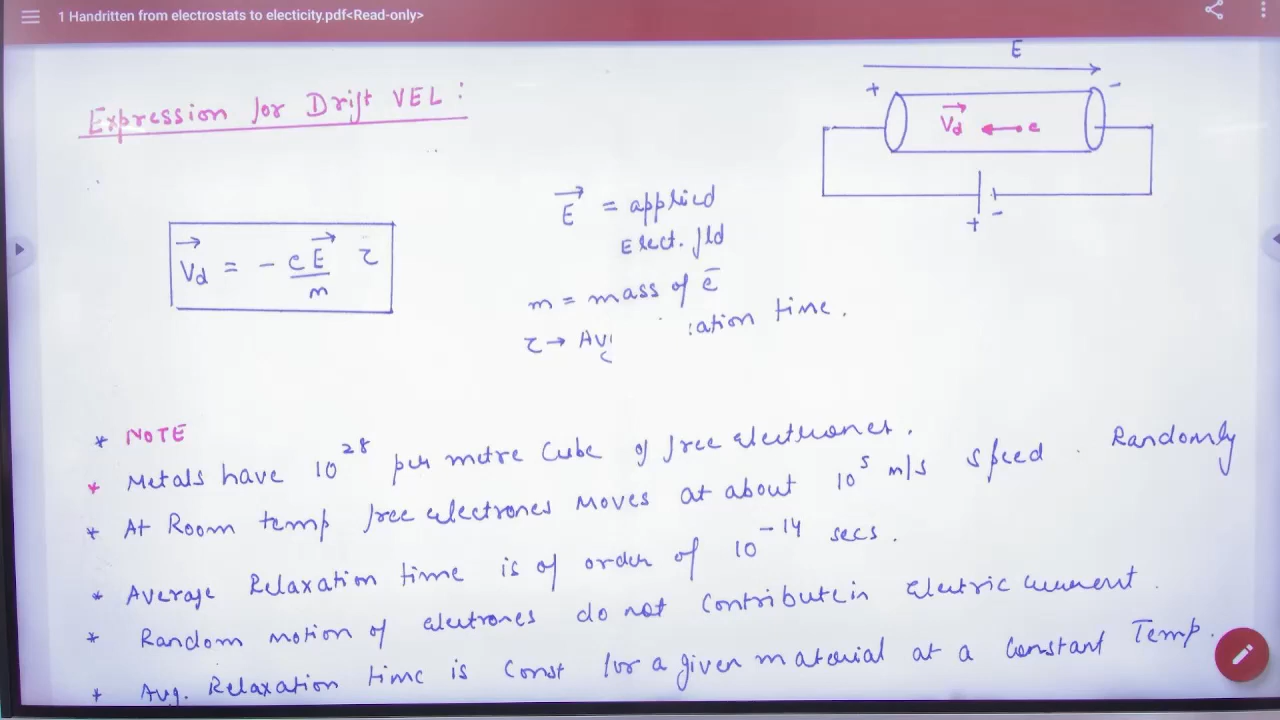 1 Handritten from electrostats to electicity.pdf<Read-only>
Expression for Drift VEL :
E
+ -
Vd e
+ -
Vd = - eE τ
m
E = applied
Elect. fld
m = mass of e
τ → Av ation time.
* NOTE
* Metals have 10^28 per metre Cube of free electrones.
* At Room temp free electrones moves at about 10^5 m/s speed. Randomly
* Average Relaxation time is of order of 10^-14 secs.
* Random motion of electrones do not contribute in electric current.
* Avg. Relaxation time is const for a given material at a constant Temp.